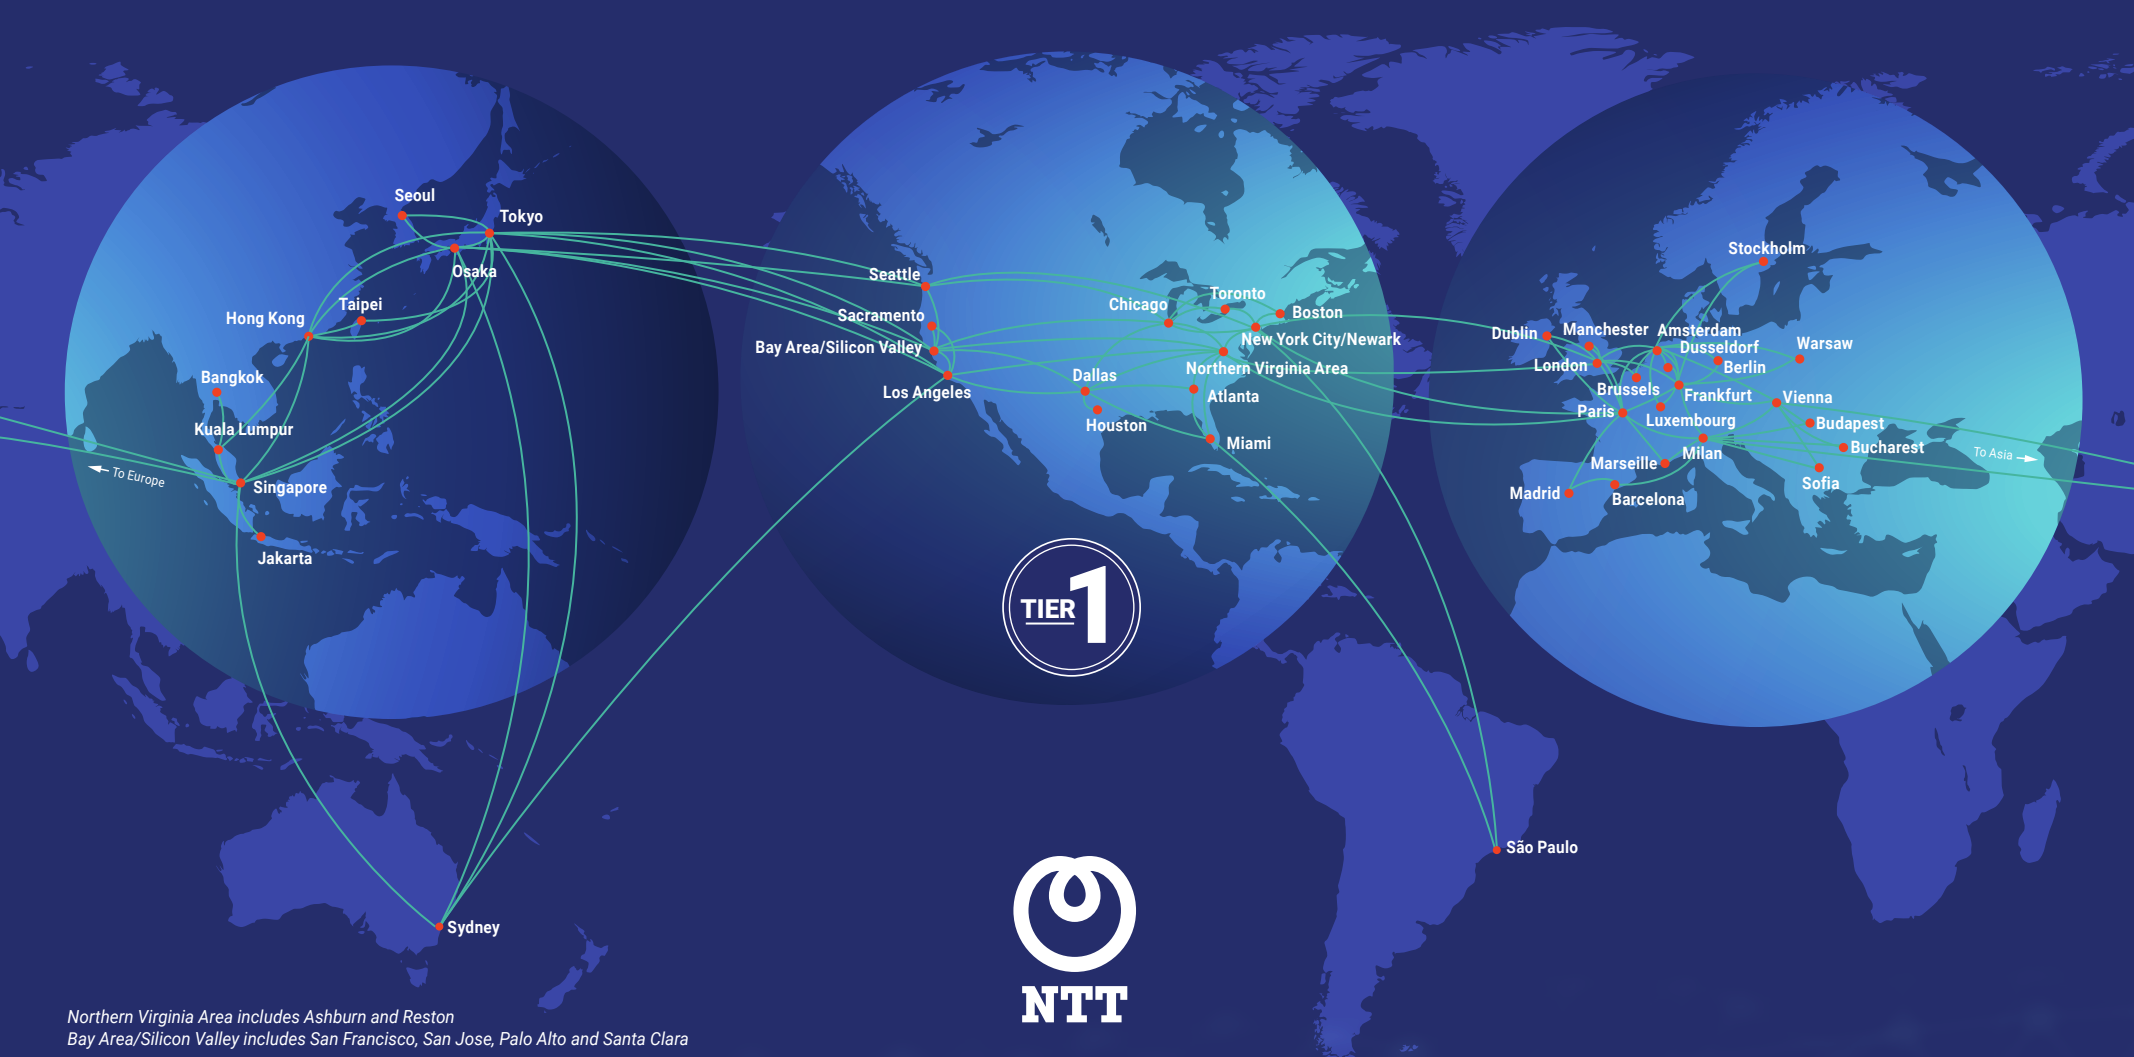 Seoul
Tokyo
Osaka
Taipei
Hong Kong
Bangkok
Kuala Lumpur
To Europe
Singapore
Jakarta
Sydney
Seattle
Sacramento
Bay Area/Silicon Valley
Los Angeles
Chicago
Toronto
Boston
New York City/Newark
Northern Virginia Area
Dallas
Atlanta
Houston
Miami
TIER 1
São Paulo
Stockholm
Dublin
Manchester
Amsterdam
Dusseldorf
Warsaw
London
Berlin
Brussels
Frankfurt
Vienna
Paris
Luxembourg
Budapest
Bucharest
Milan
Marseille
To Asia
Sofia
Madrid
Barcelona
NTT
Northern Virginia Area includes Ashburn and Reston
Bay Area/Silicon Valley includes San Francisco, San Jose, Palo Alto and Santa Clara